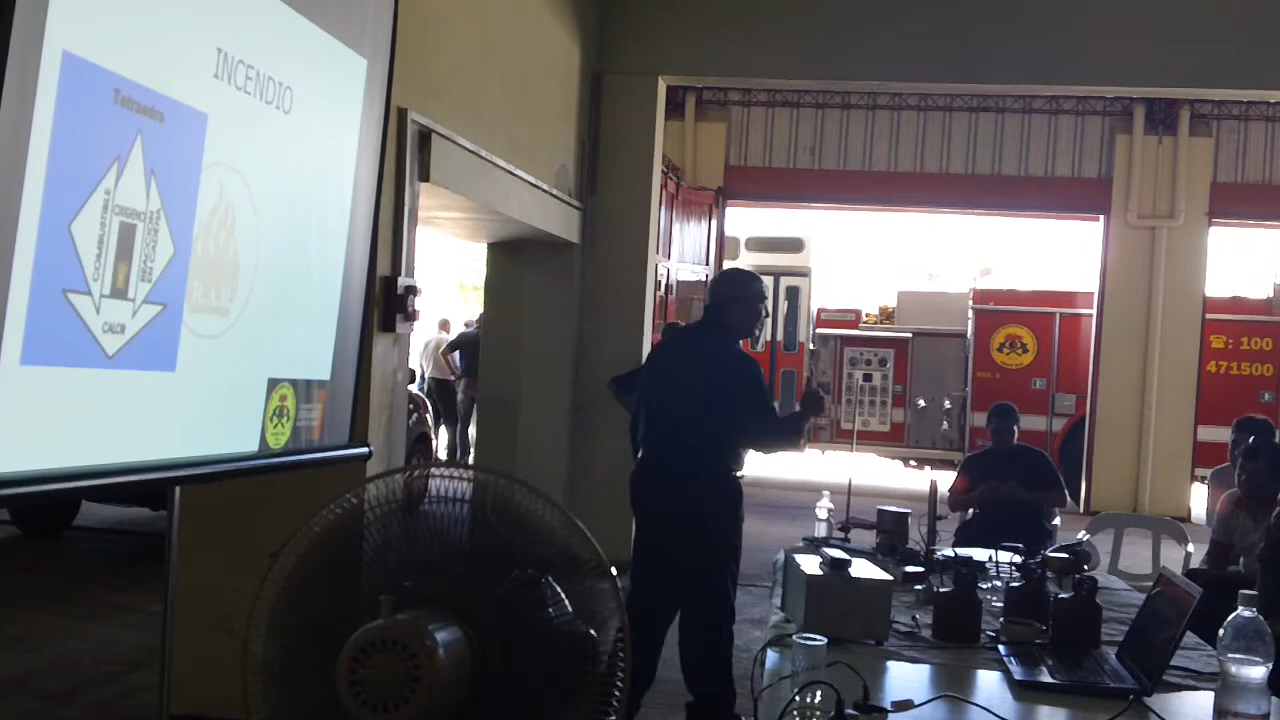 INCENDIO
Tetraedro
COMBUSTIBLE
OXIGENO
REACCION
EN CADENA
CALOR
☎: 100
471500